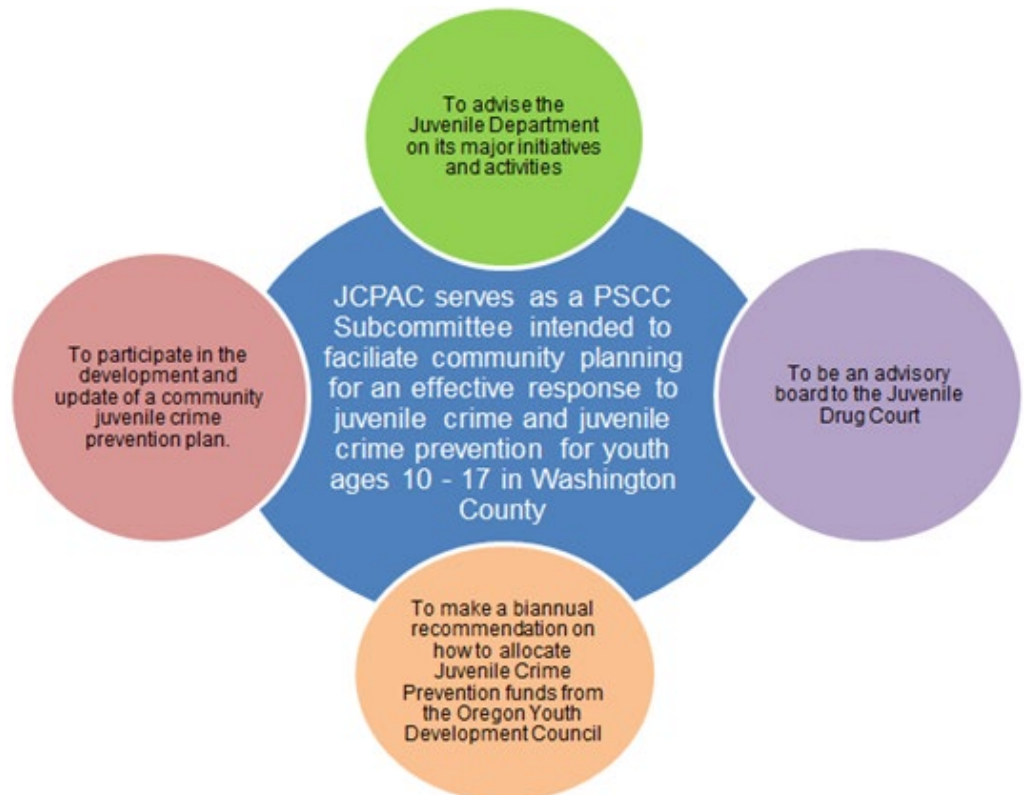 To advise the
Juvenile Department
on its major initiatives
and activities
JCPAC serves as a PSCC
Subcommittee intended to
faciliate community planning
for an effective response to
juvenile crime and juvenile
crime prevention for youth
ages 10 - 17 in Washington
County
To participate in the
development and
update of a community
juvenile crime
prevention plan.
To be an advisory
board to the Juvenile
Drug Court
To make a biannual
recommendation on
how to allocate
Juvenile Crime
Prevention funds from
the Oregon Youth
Development Council